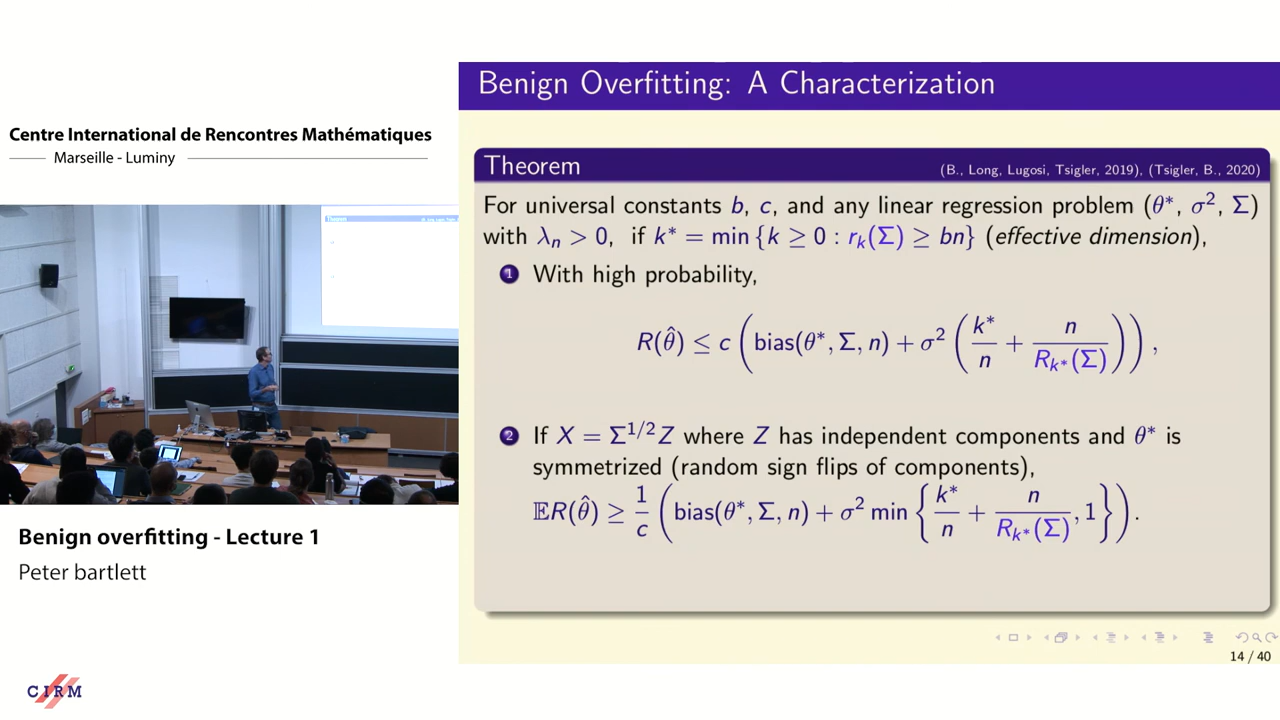 Centre International de Rencontres Mathématiques
Marseille - Luminy
Benign overfitting - Lecture 1
Peter bartlett
CIRM
Benign Overfitting: A Characterization
Theorem (B., Long, Lugosi, Tsigler, 2019), (Tsigler, B., 2020)
For universal constants b, c, and any linear regression problem (θ*, σ², Σ)
with λₙ > 0, if k* = min {k ≥ 0 : rₖ(Σ) ≥ bn} (effective dimension),
1 With high probability,
R(θ̂) ≤ c (bias(θ*, Σ, n) + σ² (k*/n + n/R_{k*}(Σ))),
2 If X = Σ^{1/2}Z where Z has independent components and θ* is
symmetrized (random sign flips of components),
𝔼R(θ̂) ≥ 1/c (bias(θ*, Σ, n) + σ² min {k*/n + n/R_{k*}(Σ), 1}).
14 / 40